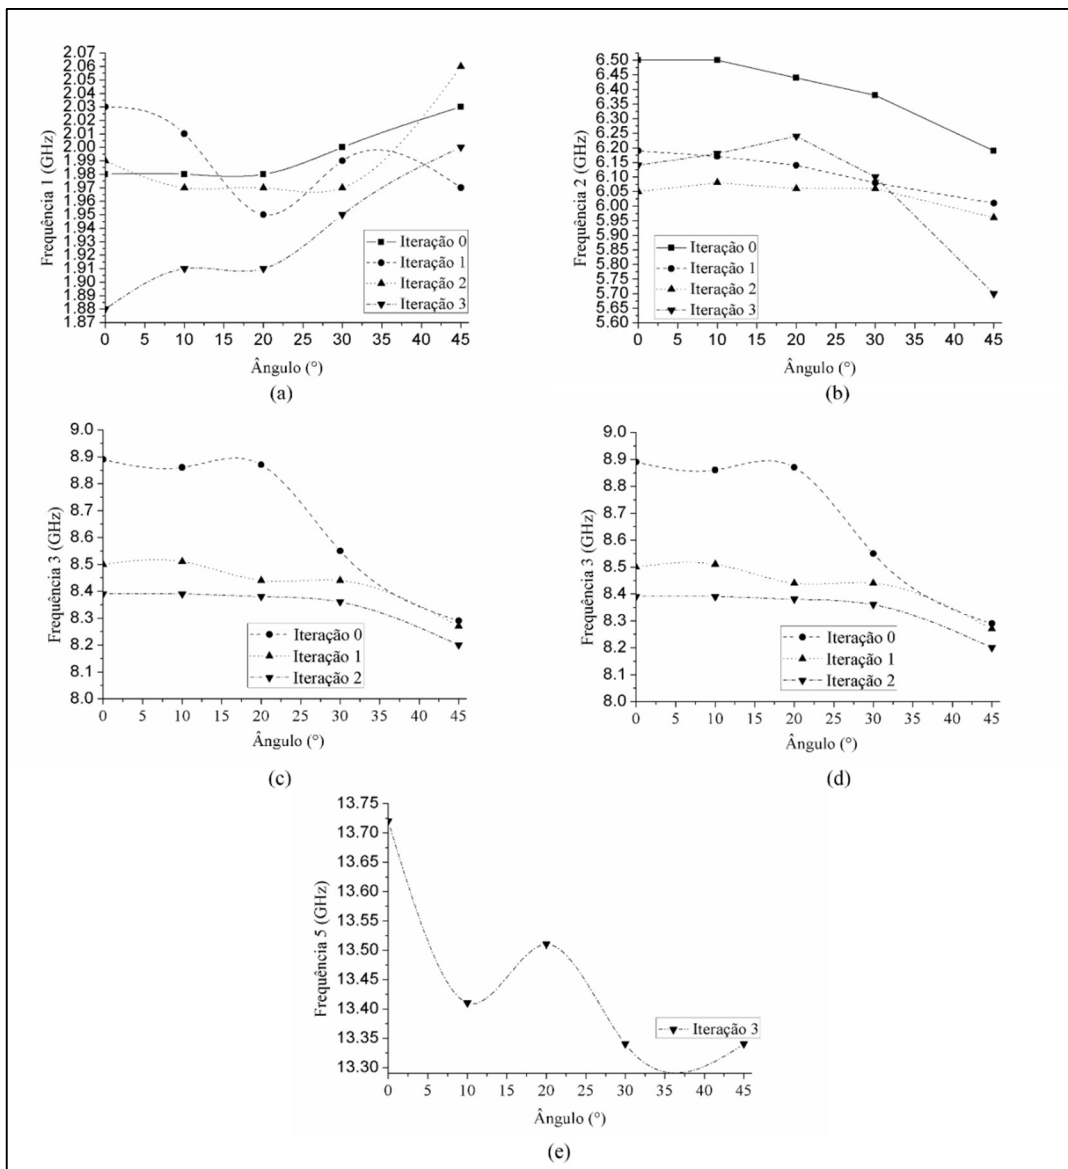 2.07
2.06
2.05
2.04
2.03
2.02
2.01
2.00
1.99
1.98
1.97
1.96
1.95
1.94
1.93
1.92
1.91
1.90
1.89
1.88
1.87
Frequência 1 (GHz)
Iteração 0
Iteração 1
Iteração 2
Iteração 3
0 5 10 15 20 25 30 35 40 45
Ângulo (°)
(a)
6.50
6.45
6.40
6.35
6.30
6.25
6.20
6.15
6.10
6.05
6.00
5.95
5.90
5.85
5.80
5.75
5.70
5.65
5.60
Frequência 2 (GHz)
Iteração 0
Iteração 1
Iteração 2
Iteração 3
0 5 10 15 20 25 30 35 40 45
Ângulo (°)
(b)
9.0
8.9
8.8
8.7
8.6
8.5
8.4
8.3
8.2
8.1
8.0
Frequência 3 (GHz)
Iteração 0
Iteração 1
Iteração 2
0 5 10 15 20 25 30 35 40 45
Ângulo (°)
(c)
9.0
8.9
8.8
8.7
8.6
8.5
8.4
8.3
8.2
8.1
8.0
Frequência 3 (GHz)
Iteração 0
Iteração 1
Iteração 2
0 5 10 15 20 25 30 35 40 45
Ângulo (°)
(d)
13.75
13.70
13.65
13.60
13.55
13.50
13.45
13.40
13.35
13.30
Frequência 5 (GHz)
Iteração 3
0 5 10 15 20 25 30 35 40 45
Ângulo (°)
(e)